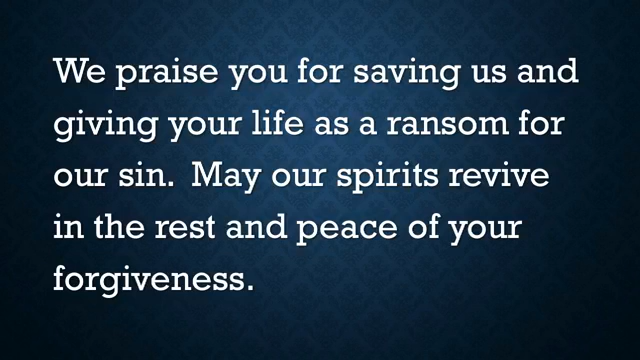 We praise you for saving us and
giving your life as a ransom for
our sin.  May our spirits revive
in the rest and peace of your
forgiveness.